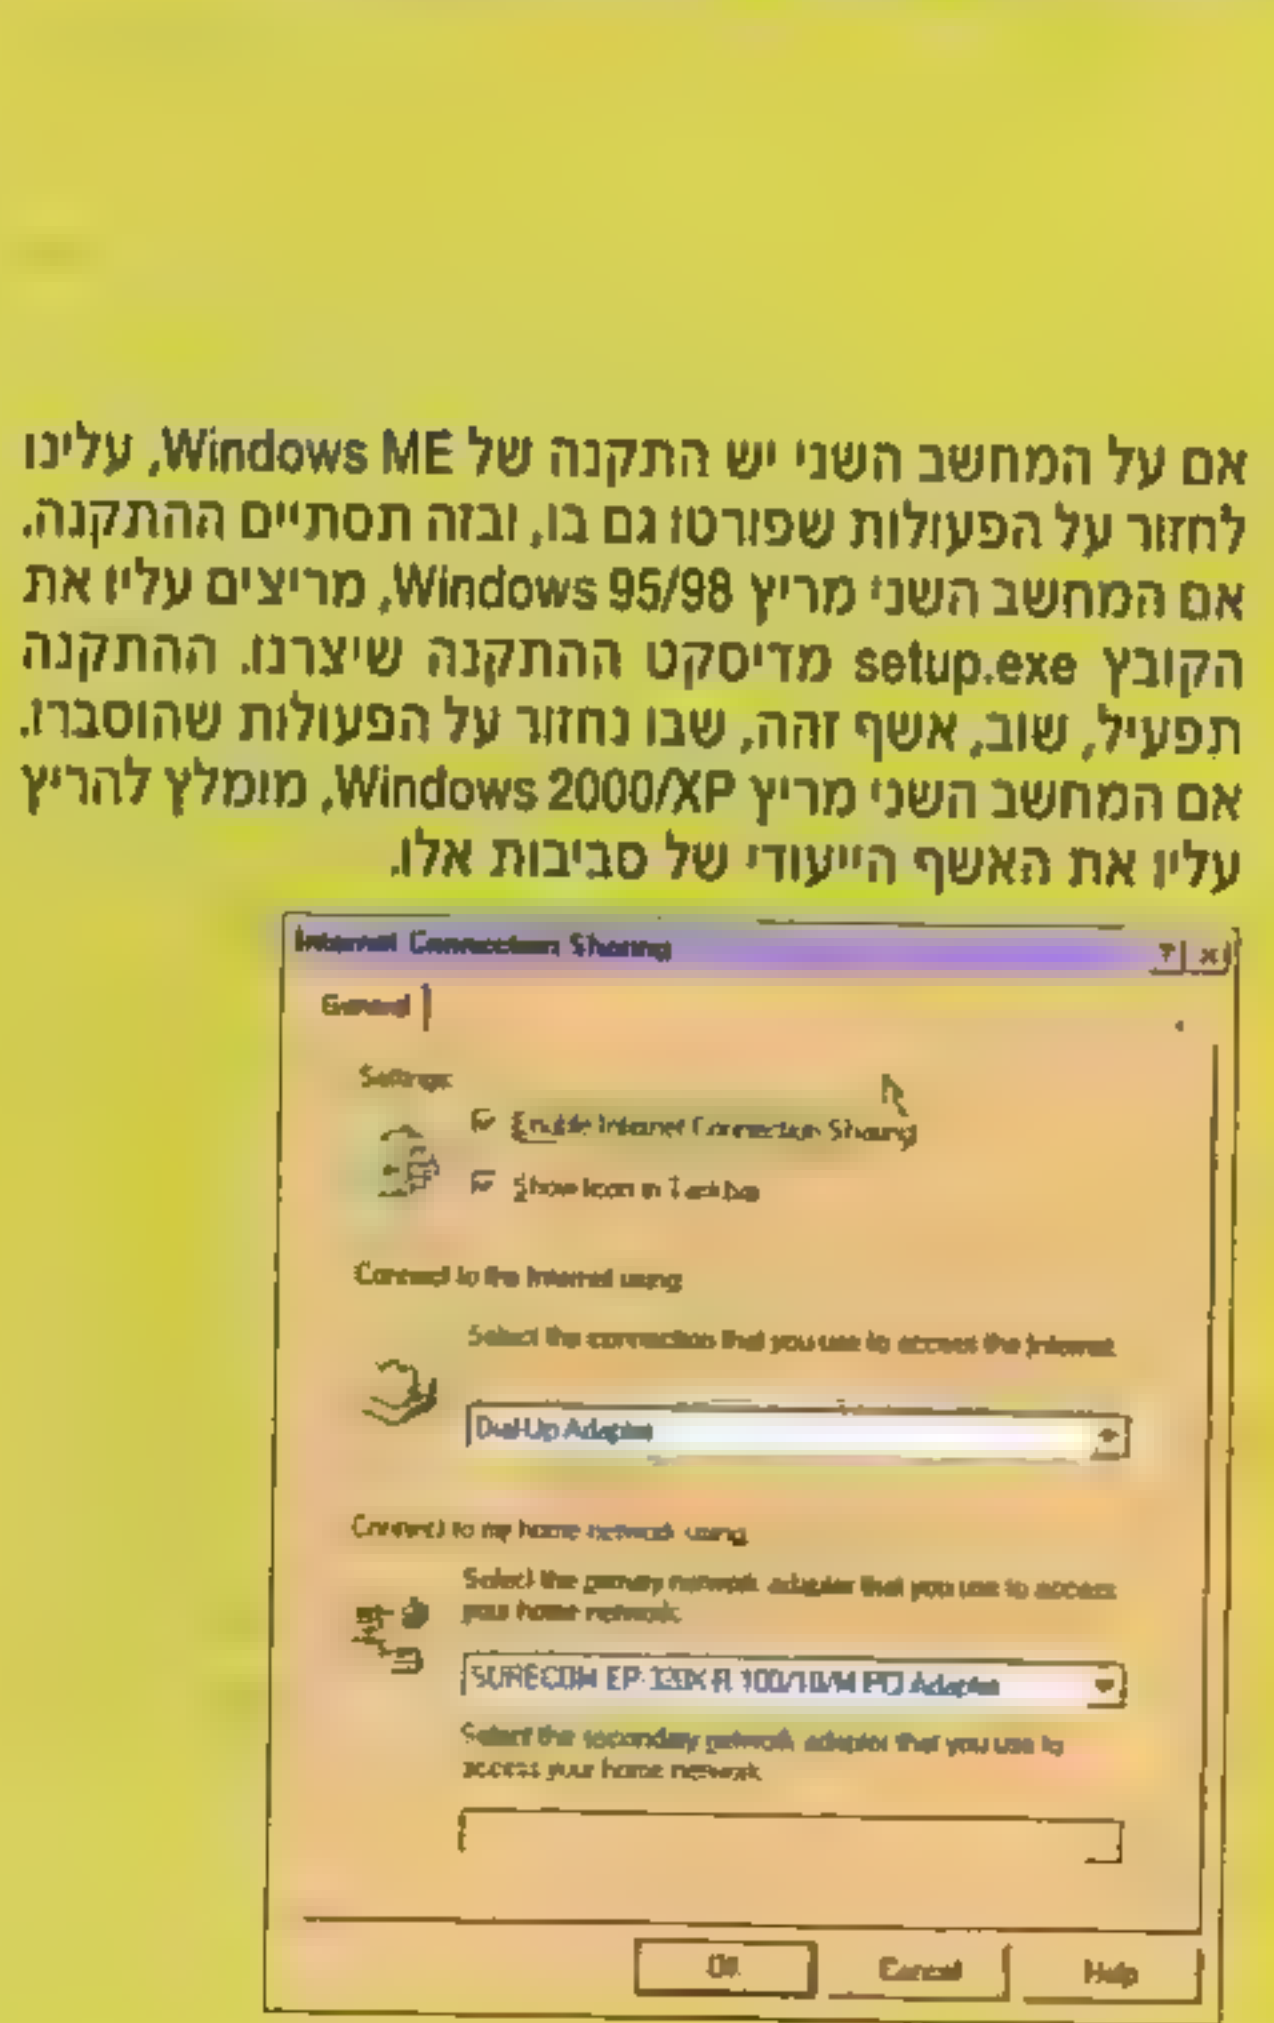 אם על המחשב השני יש התקנה של Windows ME, עלינו
לחזור על הפעולות שפורטו גם בו, ובזה תסתיים ההתקנה.
אם המחשב השני מריץ Windows 95/98, מריצים עליו את
הקובץ setup.exe מדיסקט ההתקנה שיצרנו. ההתקנה
תפעיל, שוב, אשף זהה, שבו נחזור על הפעולות שהוסברו.
אם המחשב השני מריץ Windows 2000/XP, מומלץ להריץ
עליו את האשף הייעודי של סביבות אלו.
Internet Connection Sharing
General
Settings
Enable Internet Connection Sharing
Show Icon in Taskbar
Connect to the Internet using
Select the connection that you use to access the Internet
Dial-Up Adapter
Connect to my home network using
Select the primary network adapter that you use to access
your home network.
SURECOM EP 100/10/M PCI Adapter
Select the secondary network adapter that you use to
access your home network
OK Cancel Help